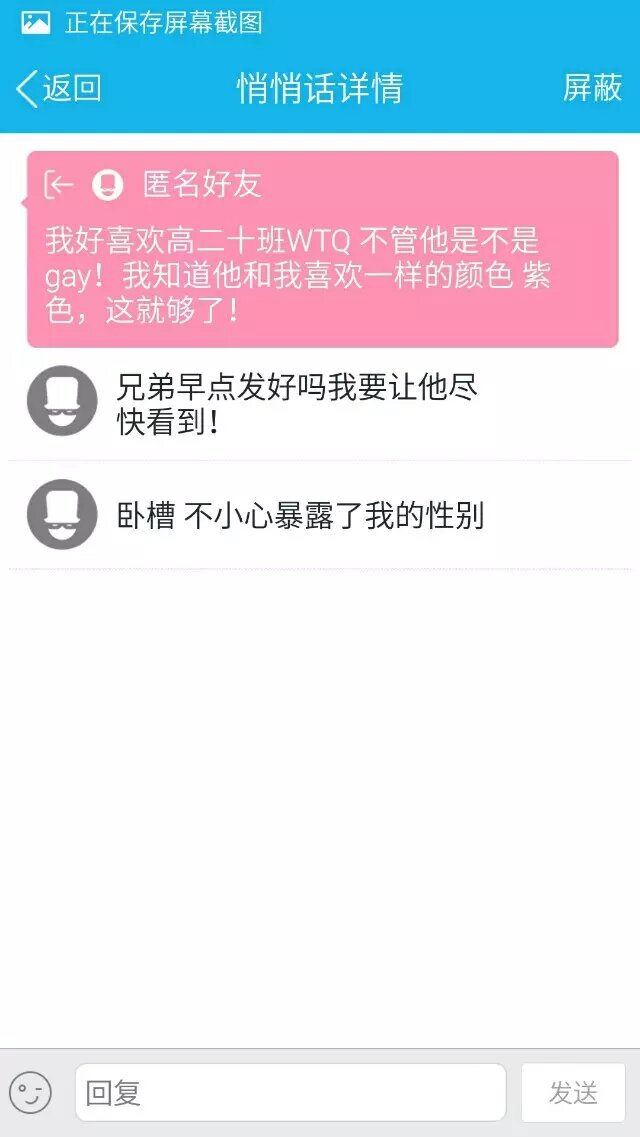 正在保存屏幕截图
返回 悄悄话详情 屏蔽
匿名好友
我好喜欢高二十班WTQ 不管他是不是
gay！我知道他和我喜欢一样的颜色 紫
色，这就够了！
兄弟早点发好吗我要让他尽
快看到！
卧槽 不小心暴露了我的性别
回复 发送